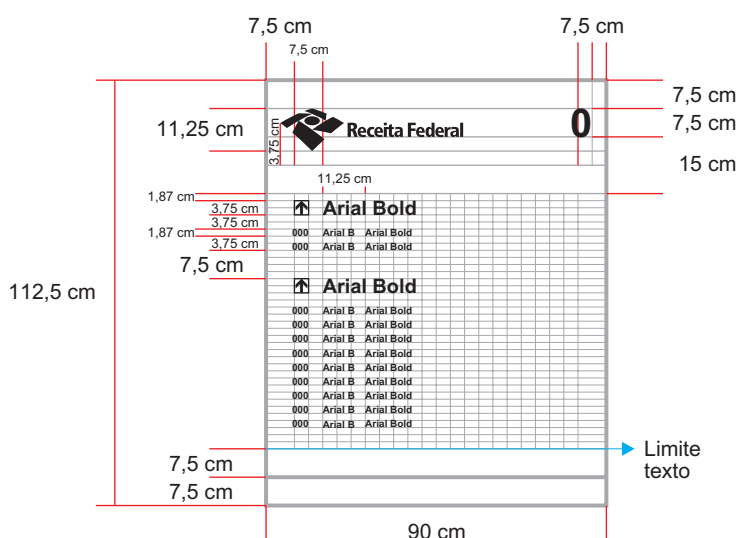 7,5 cm 7,5 cm
7,5 cm
7,5 cm
11,25 cm 3,75 cm Receita Federal 0 7,5 cm
15 cm
11,25 cm
1,87 cm
3,75 cm Arial Bold
3,75 cm
1,87 cm 000 Arial B Arial Bold
3,75 cm 000 Arial B Arial Bold
7,5 cm
112,5 cm Arial Bold
000 Arial B Arial Bold
000 Arial B Arial Bold
000 Arial B Arial Bold
000 Arial B Arial Bold
000 Arial B Arial Bold
000 Arial B Arial Bold
000 Arial B Arial Bold
000 Arial B Arial Bold
000 Arial B Arial Bold
Limite
texto
7,5 cm
7,5 cm
90 cm